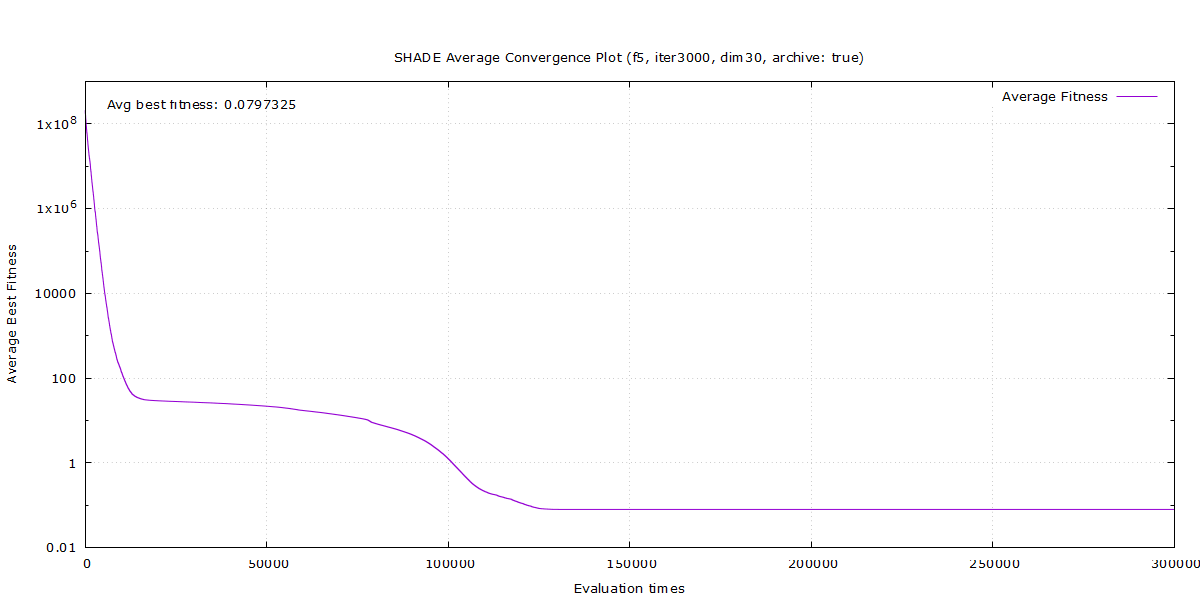 SHADE Average Convergence Plot (f5, iter3000, dim30, archive: true)
Avg best fitness: 0.0797325
Average Fitness
1x10^8
1x10^6
10000
100
1
0.01
Average Best Fitness
0 50000 100000 150000 200000 250000 300000
Evaluation times